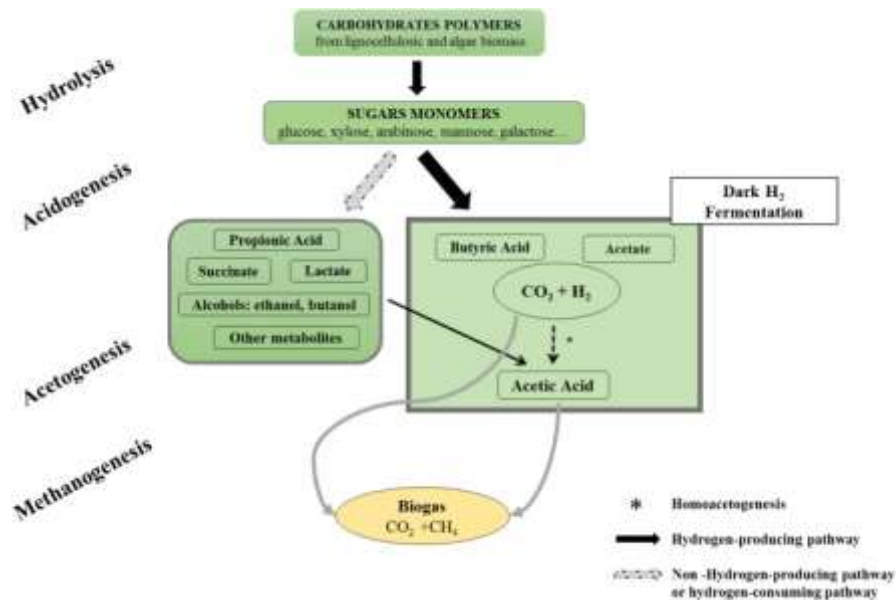 CARBOHYDRATES POLYMERS
from lignocellulosic and algae biomass
Hydrolysis
SUGARS MONOMERS
glucose, xylose, arabinose, mannose, galactose…
Acidogenesis
Dark H₂
Fermentation
Propionic Acid
Succinate
Lactate
Alcohols: ethanol, butanol
Other metabolites
Butyric Acid
Acetate
CO₂ + H₂
*
Acetic Acid
Acetogenesis
Methanogenesis
Biogas
CO₂ +CH₄
* Homoacetogenesis
Hydrogen-producing pathway
Non -Hydrogen-producing pathway
or hydrogen-consuming pathway